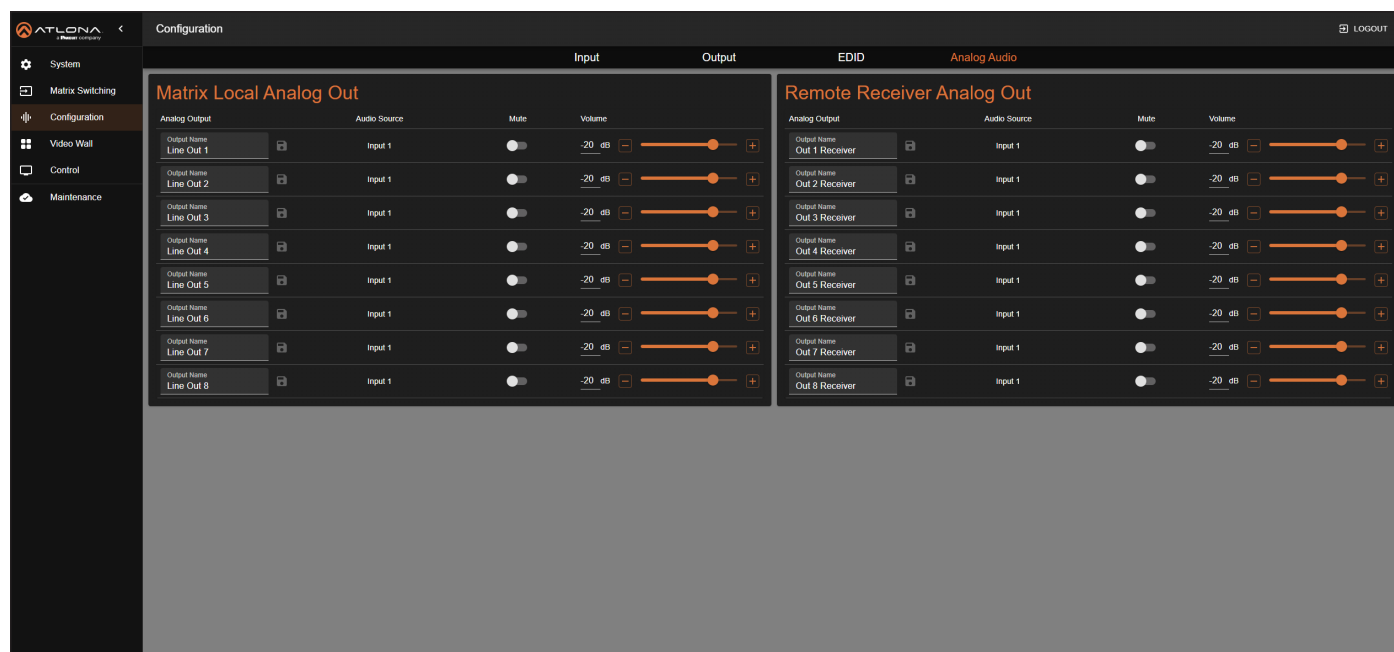 ATLONA
a Panduit company
Configuration
LOGOUT
System
Matrix Switching
Configuration
Video Wall
Control
Maintenance
Input Output EDID Analog Audio
Matrix Local Analog Out
Analog Output Audio Source Mute Volume
Output Name
Line Out 1 Input 1 -20 dB
Output Name
Line Out 2 Input 1 -20 dB
Output Name
Line Out 3 Input 1 -20 dB
Output Name
Line Out 4 Input 1 -20 dB
Output Name
Line Out 5 Input 1 -20 dB
Output Name
Line Out 6 Input 1 -20 dB
Output Name
Line Out 7 Input 1 -20 dB
Output Name
Line Out 8 Input 1 -20 dB
Remote Receiver Analog Out
Analog Output Audio Source Mute Volume
Output Name
Out 1 Receiver Input 1 -20 dB
Output Name
Out 2 Receiver Input 1 -20 dB
Output Name
Out 3 Receiver Input 1 -20 dB
Output Name
Out 4 Receiver Input 1 -20 dB
Output Name
Out 5 Receiver Input 1 -20 dB
Output Name
Out 6 Receiver Input 1 -20 dB
Output Name
Out 7 Receiver Input 1 -20 dB
Output Name
Out 8 Receiver Input 1 -20 dB